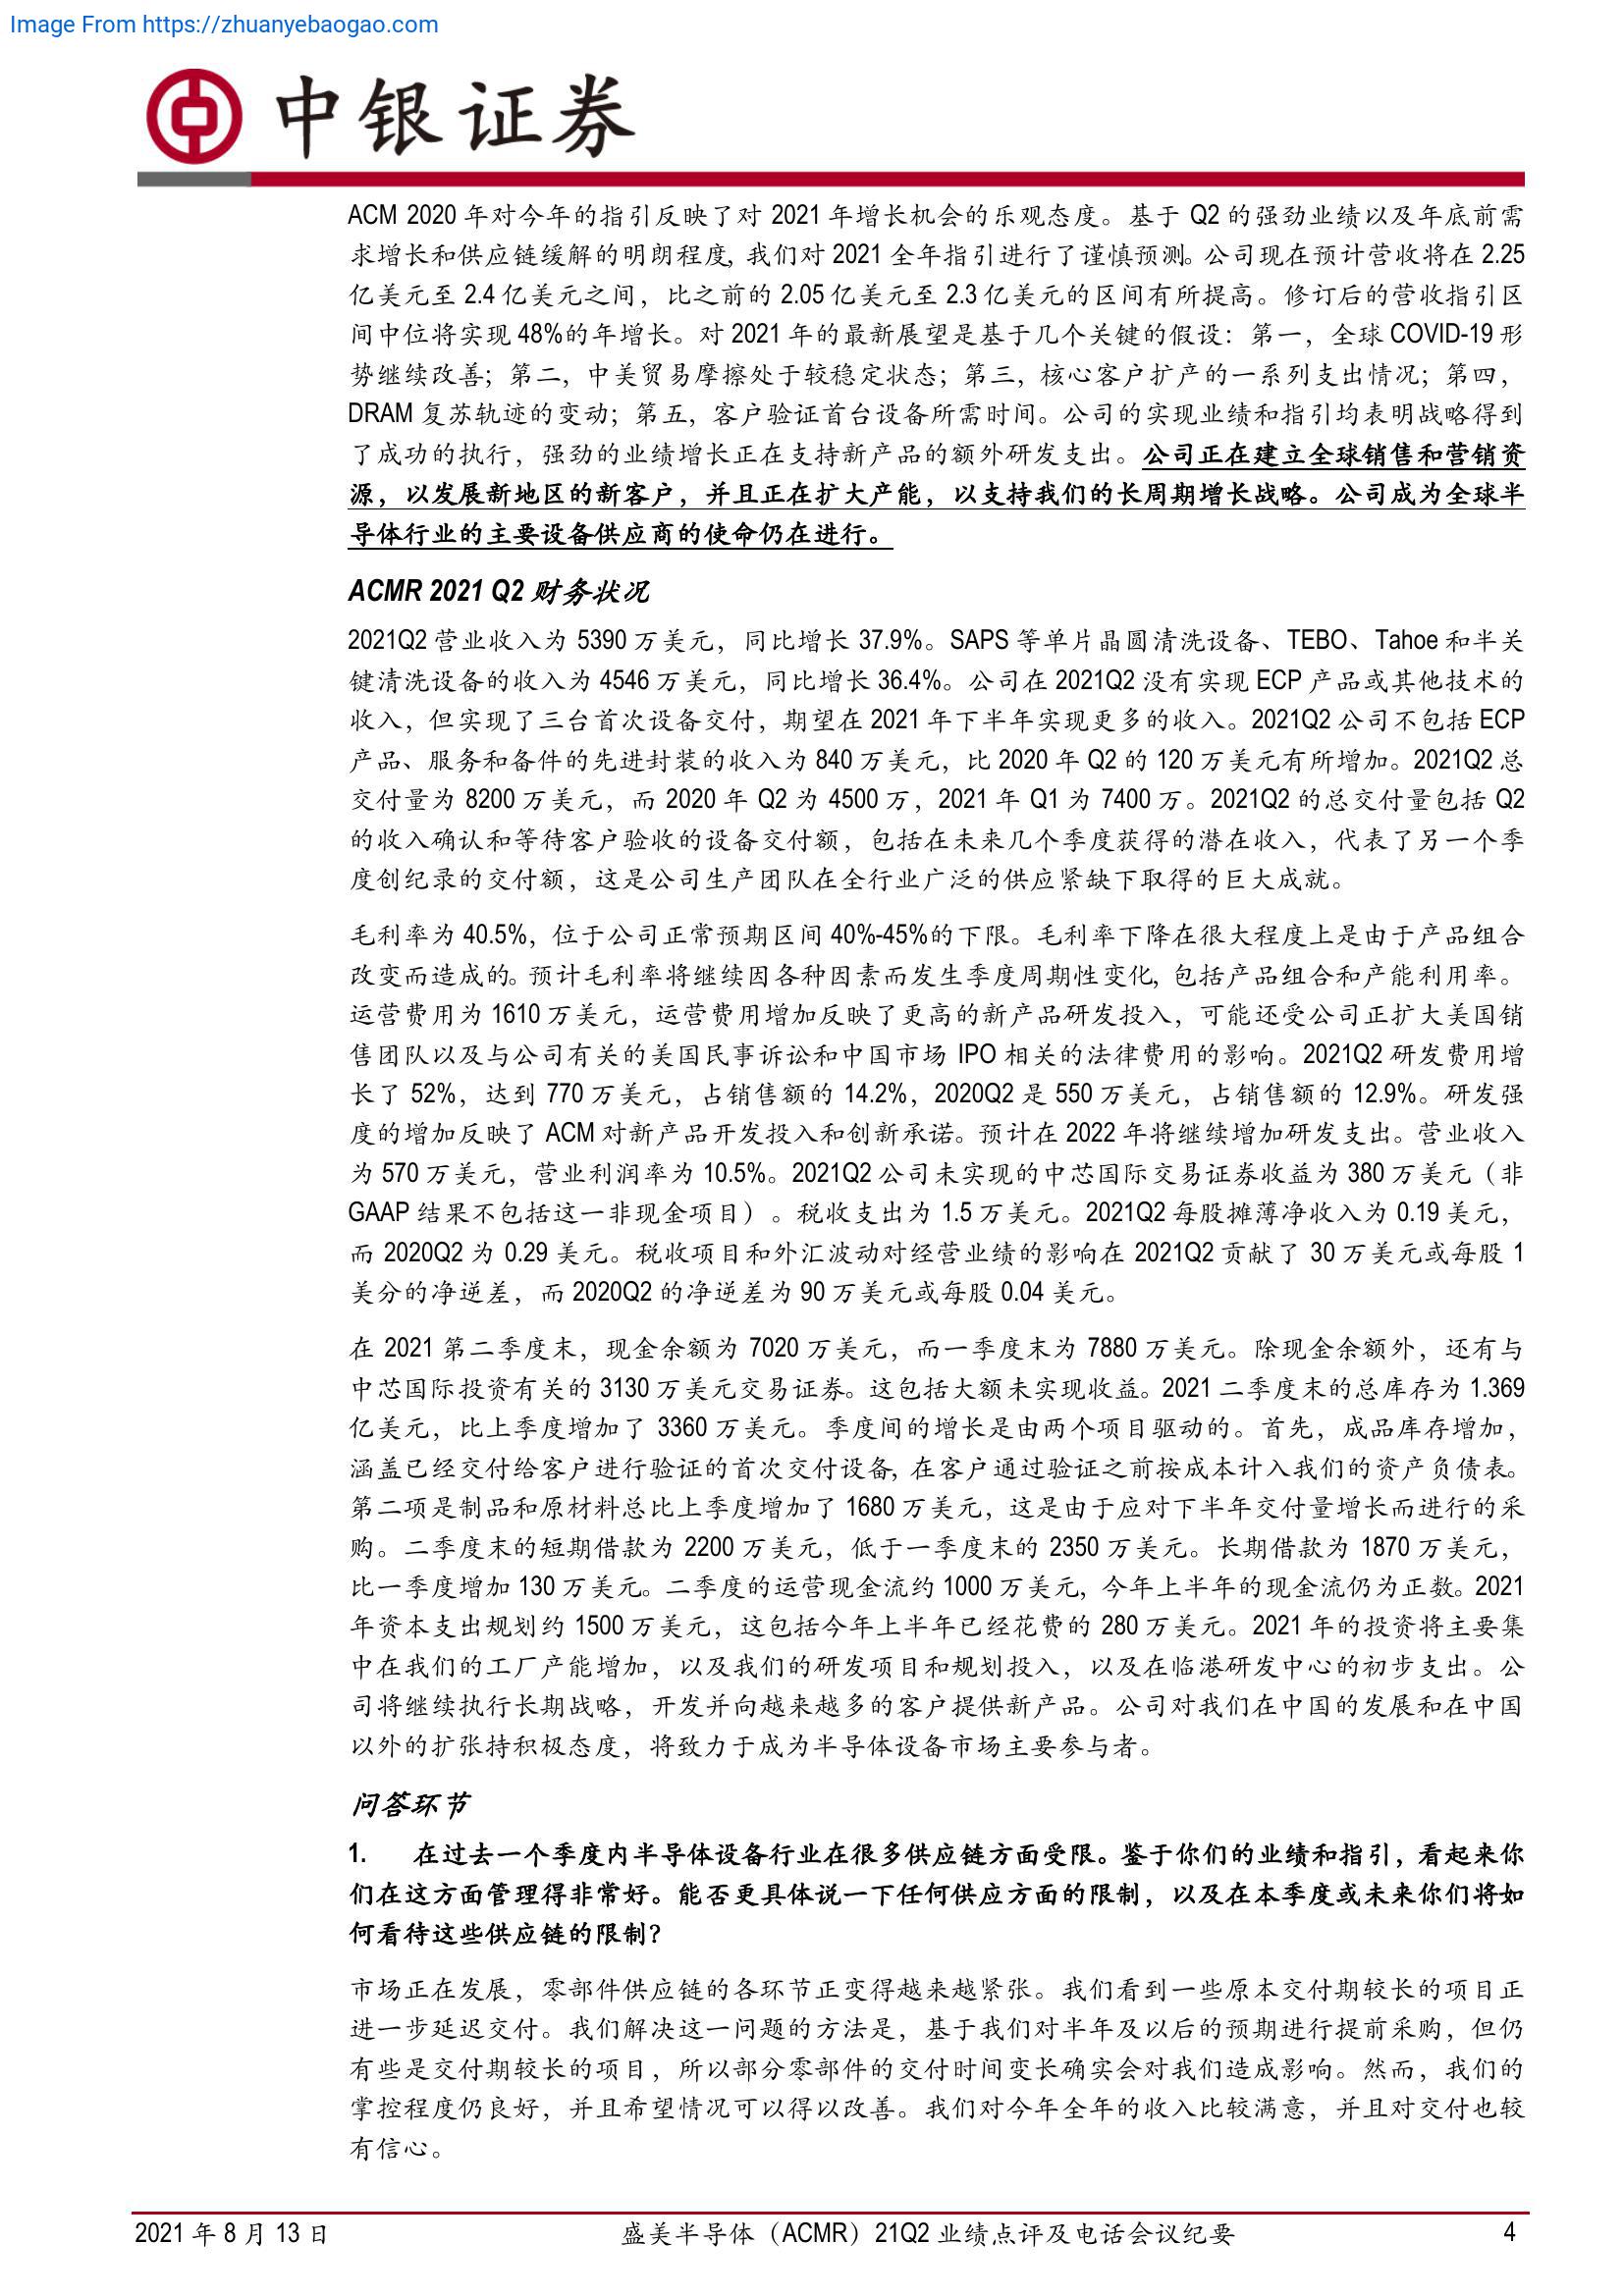 Image From https://zhuanyebaogao.com
中银证券
ACM 2020 年对今年的指引反映了对 2021 年增长机会的乐观态度。基于 Q2 的强劲业绩以及年底前需
求增长和供应链缓解的明朗程度，我们对 2021 全年指引进行了谨慎预测。公司现在预计营收将在 2.25
亿美元至 2.4 亿美元之间，比之前的 2.05 亿美元至 2.3 亿美元的区间有所提高。修订后的营收指引区
间中位将实现 48%的年增长。对 2021 年的最新展望是基于几个关键的假设：第一，全球 COVID-19 形
势继续改善；第二，中美贸易摩擦处于较稳定状态；第三，核心客户扩产的一系列支出情况；第四，
DRAM 复苏轨迹的变动；第五，客户验证首台设备所需时间。公司的实现业绩和指引均表明战略得到
了成功的执行，强劲的业绩增长正在支持新产品的额外研发支出。公司正在建立全球销售和营销资
源，以发展新地区的新客户，并且正在扩大产能，以支持我们的长周期增长战略。公司成为全球半
导体行业的主要设备供应商的使命仍在进行。
ACMR 2021 Q2 财务状况
2021Q2 营业收入为 5390 万美元，同比增长 37.9%。SAPS 等单片晶圆清洗设备、TEBO、Tahoe 和半关
键清洗设备的收入为 4546 万美元，同比增长 36.4%。公司在 2021Q2 没有实现 ECP 产品或其他技术的
收入，但实现了三台首次设备交付，期望在 2021 年下半年实现更多的收入。2021Q2 公司不包括 ECP
产品、服务和备件的先进封装的收入为 840 万美元，比 2020 年 Q2 的 120 万美元有所增加。2021Q2 总
交付量为 8200 万美元，而 2020 年 Q2 为 4500 万，2021 年 Q1 为 7400 万。2021Q2 的总交付量包括 Q2
的收入确认和等待客户验收的设备交付额，包括在未来几个季度获得的潜在收入，代表了另一个季
度创纪录的交付额，这是公司生产团队在全行业广泛的供应紧缺下取得的巨大成就。
毛利率为 40.5%，位于公司正常预期区间 40%-45%的下限。毛利率下降在很大程度上是由于产品组合
改变而造成的。预计毛利率将继续因各种因素而发生季度周期性变化，包括产品组合和产能利用率。
运营费用为 1610 万美元，运营费用增加反映了更高的新产品研发投入，可能还受公司正扩大美国销
售团队以及与公司有关的美国民事诉讼和中国市场 IPO 相关的法律费用的影响。2021Q2 研发费用增
长了 52%，达到 770 万美元，占销售额的 14.2%，2020Q2 是 550 万美元，占销售额的 12.9%。研发强
度的增加反映了 ACM 对新产品开发投入和创新承诺。预计在 2022 年将继续增加研发支出。营业收入
为 570 万美元，营业利润率为 10.5%。2021Q2 公司未实现的中芯国际交易证券收益为 380 万美元（非
GAAP 结果不包括这一非现金项目）。税收支出为 1.5 万美元。2021Q2 每股摊薄净收入为 0.19 美元，
而 2020Q2 为 0.29 美元。税收项目和外汇波动对经营业绩的影响在 2021Q2 贡献了 30 万美元或每股 1
美分的净逆差，而 2020Q2 的净逆差为 90 万美元或每股 0.04 美元。
在 2021 第二季度末，现金余额为 7020 万美元，而一季度末为 7880 万美元。除现金余额外，还有与
中芯国际投资有关的 3130 万美元交易证券。这包括大额未实现收益。2021 二季度末的总库存为 1.369
亿美元，比上季度增加了 3360 万美元。季度间的增长是由两个项目驱动的。首先，成品库存增加，
涵盖已经交付给客户进行验证的首次交付设备，在客户通过验证之前按成本计入我们的资产负债表。
第二项是制品和原材料总比上季度增加了 1680 万美元，这是由于应对下半年交付量增长而进行的采
购。二季度末的短期借款为 2200 万美元，低于一季度末的 2350 万美元。长期借款为 1870 万美元，
比一季度增加 130 万美元。二季度的运营现金流约 1000 万美元，今年上半年的现金流仍为正数。2021
年资本支出规划约 1500 万美元，这包括今年上半年已经花费的 280 万美元。2021 年的投资将主要集
中在我们的工厂产能增加，以及我们的研发项目和规划投入，以及在临港研发中心的初步支出。公
司将继续执行长期战略，开发并向越来越多的客户提供新产品。公司对我们在中国的发展和在中国
以外的扩张持积极态度，将致力于成为半导体设备市场主要参与者。
问答环节
1. 在过去一个季度内半导体设备行业在很多供应链方面受限。鉴于你们的业绩和指引，看起来你
们在这方面管理得非常好。能否更具体说一下任何供应方面的限制，以及在本季度或未来你们将如
何看待这些供应链的限制？
市场正在发展，零部件供应链的各环节正变得越来越紧张。我们看到一些原本交付期较长的项目正
进一步延迟交付。我们解决这一问题的方法是，基于我们对半年及以后的预期进行提前采购，但仍
有些是交付期较长的项目，所以部分零部件的交付时间变长确实会对我们造成影响。然而，我们的
掌控程度仍良好，并且希望情况可以得以改善。我们对今年全年的收入比较满意，并且对交付也较
有信心。
2021 年 8 月 13 日
盛美半导体（ACMR）21Q2 业绩点评及电话会议纪要
4